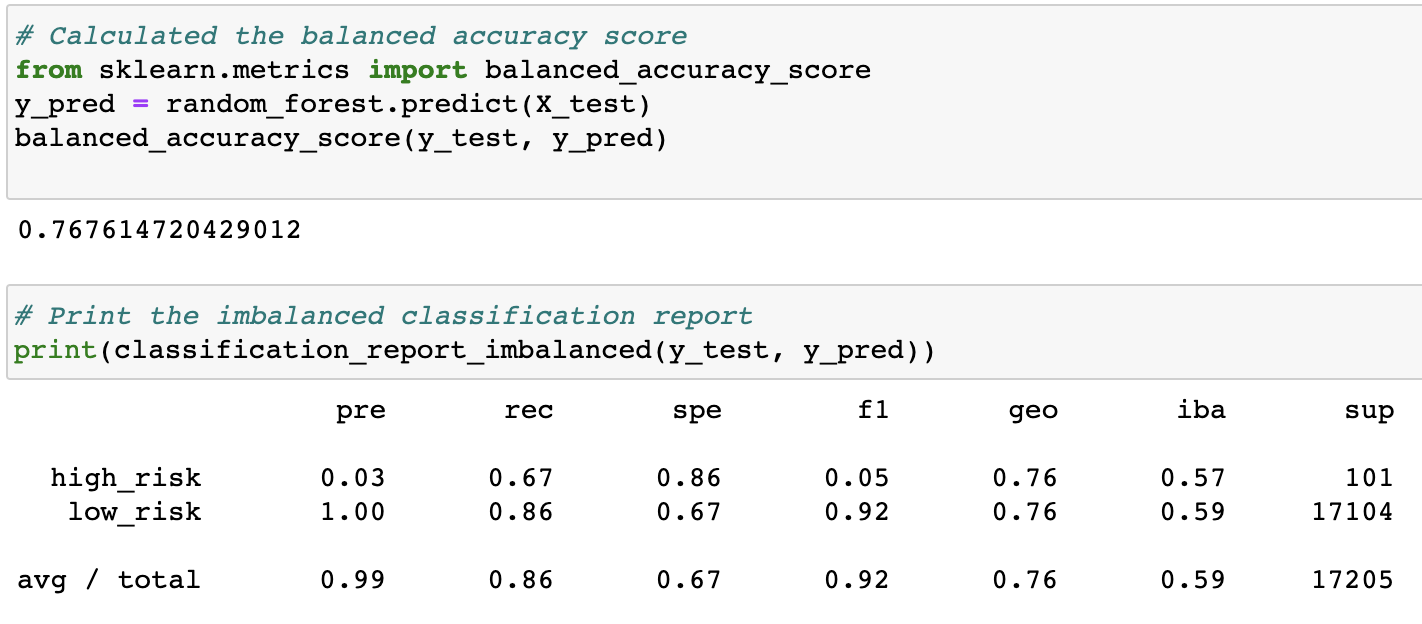 # Calculated the balanced accuracy score
from sklearn.metrics import balanced_accuracy_score
y_pred = random_forest.predict(X_test)
balanced_accuracy_score(y_test, y_pred)
0.767614720429012
# Print the imbalanced classification report
print(classification_report_imbalanced(y_test, y_pred))
pre rec spe f1 geo iba sup
high_risk 0.03 0.67 0.86 0.05 0.76 0.57 101
low_risk 1.00 0.86 0.67 0.92 0.76 0.59 17104
avg / total 0.99 0.86 0.67 0.92 0.76 0.59 17205